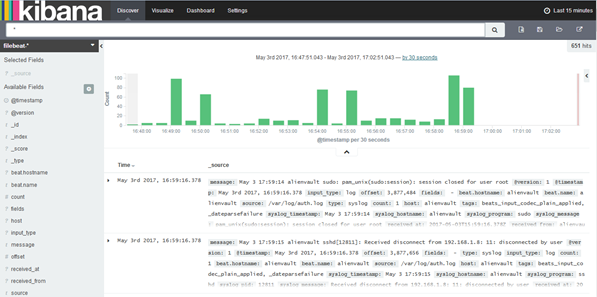 kibana Discover Visualize Dashboard Settings Last 15 minutes
*
filebeat-* 651 hits
Selected Fields May 3rd 2017, 16:47:51.043 - May 3rd 2017, 17:02:51.043 — by 30 seconds
? _source
Available Fields
@timestamp
@version
t _id
t _index
# _score
t _type
t beat.hostname
t beat.name
# count
? fields
t host
t input_type
t message
# offset
t received_at
t received_from
t source
Count
100
80
60
40
20
0
16:48:00 16:49:00 16:50:00 16:51:00 16:52:00 16:53:00 16:54:00 16:55:00 16:56:00 16:57:00 16:58:00 16:59:00 17:00:00 17:01:00 17:02:00
@timestamp per 30 seconds
Time _source
May 3rd 2017, 16:59:16.378 message: May 3 17:59:14 alienvault sudo: pam_unix(sudo:session): session closed for user root @version: 1 @timestam
p: May 3rd 2017, 16:59:16.378 input_type: log offset: 3,877,484 fields: - beat.hostname: alienvault beat.name: a
lienvault source: /var/log/auth.log type: syslog count: 1 host: alienvault tags: beats_input_codec_plain_applied,
_dateparsefailure syslog_timestamp: May 3 17:59:14 syslog_hostname: alienvault syslog_program: sudo syslog_message
: pam_unix(sudo:session): session closed for user root
May 3rd 2017, 16:59:16.378 message: May 3 17:59:15 alienvault sshd[12811]: Received disconnect from 192.168.1.8: 11: disconnected by user @ver
sion: 1 @timestamp: May 3rd 2017, 16:59:16.378 offset: 3,877,656 fields: - type: syslog input_type: log count:
1 beat.hostname: alienvault beat.name: alienvault source: /var/log/auth.log host: alienvault tags: beats_input_co
dec_plain_applied, _dateparsefailure syslog_timestamp: May 3 17:59:15 syslog_hostname: alienvault syslog_program: ss
hd syslog_pid: 12811 syslog_message: Received disconnect from 192.168.1.8: 11: disconnected by user